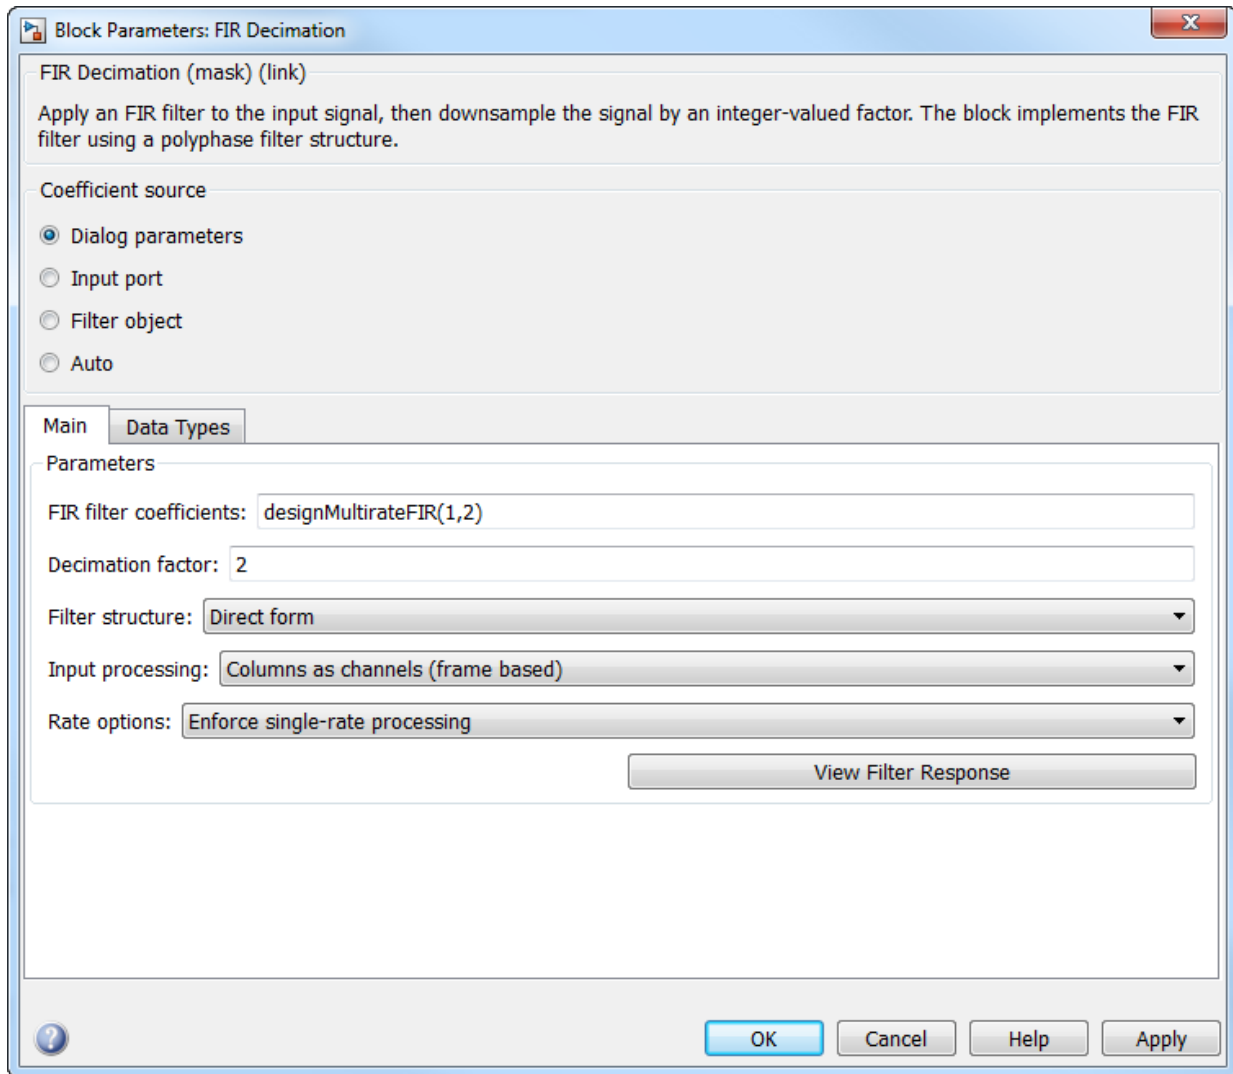 Block Parameters: FIR Decimation
X
FIR Decimation (mask) (link)
Apply an FIR filter to the input signal, then downsample the signal by an integer-valued factor. The block implements the FIR
filter using a polyphase filter structure.
Coefficient source
Dialog parameters
Input port
Filter object
Auto
Main Data Types
Parameters
FIR filter coefficients: designMultirateFIR(1,2)
Decimation factor: 2
Filter structure: Direct form
Input processing: Columns as channels (frame based)
Rate options: Enforce single-rate processing
View Filter Response
? OK Cancel Help Apply